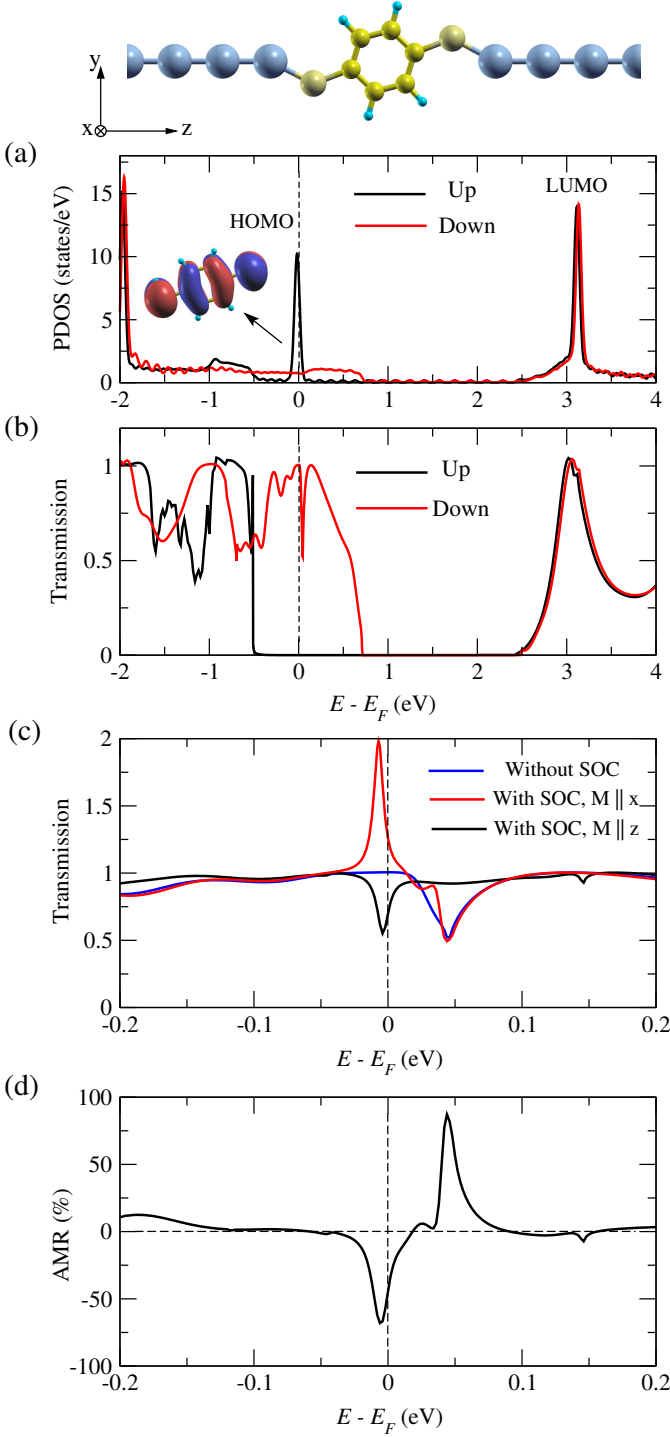 y
x z
(a)
15
10
5
0
PDOS (states/eV)
HOMO
Up
Down
LUMO
-2 -1 0 1 2 3 4
(b)
1
0.5
0
Transmission
Up
Down
-2 -1 0 1 2 3 4
E - E_F (eV)
(c)
2
1.5
1
0.5
0
Transmission
Without SOC
With SOC, M || x
With SOC, M || z
-0.2 -0.1 0 0.1 0.2
E - E_F (eV)
(d)
100
50
0
-50
-100
AMR (%)
-0.2 -0.1 0 0.1 0.2
E - E_F (eV)